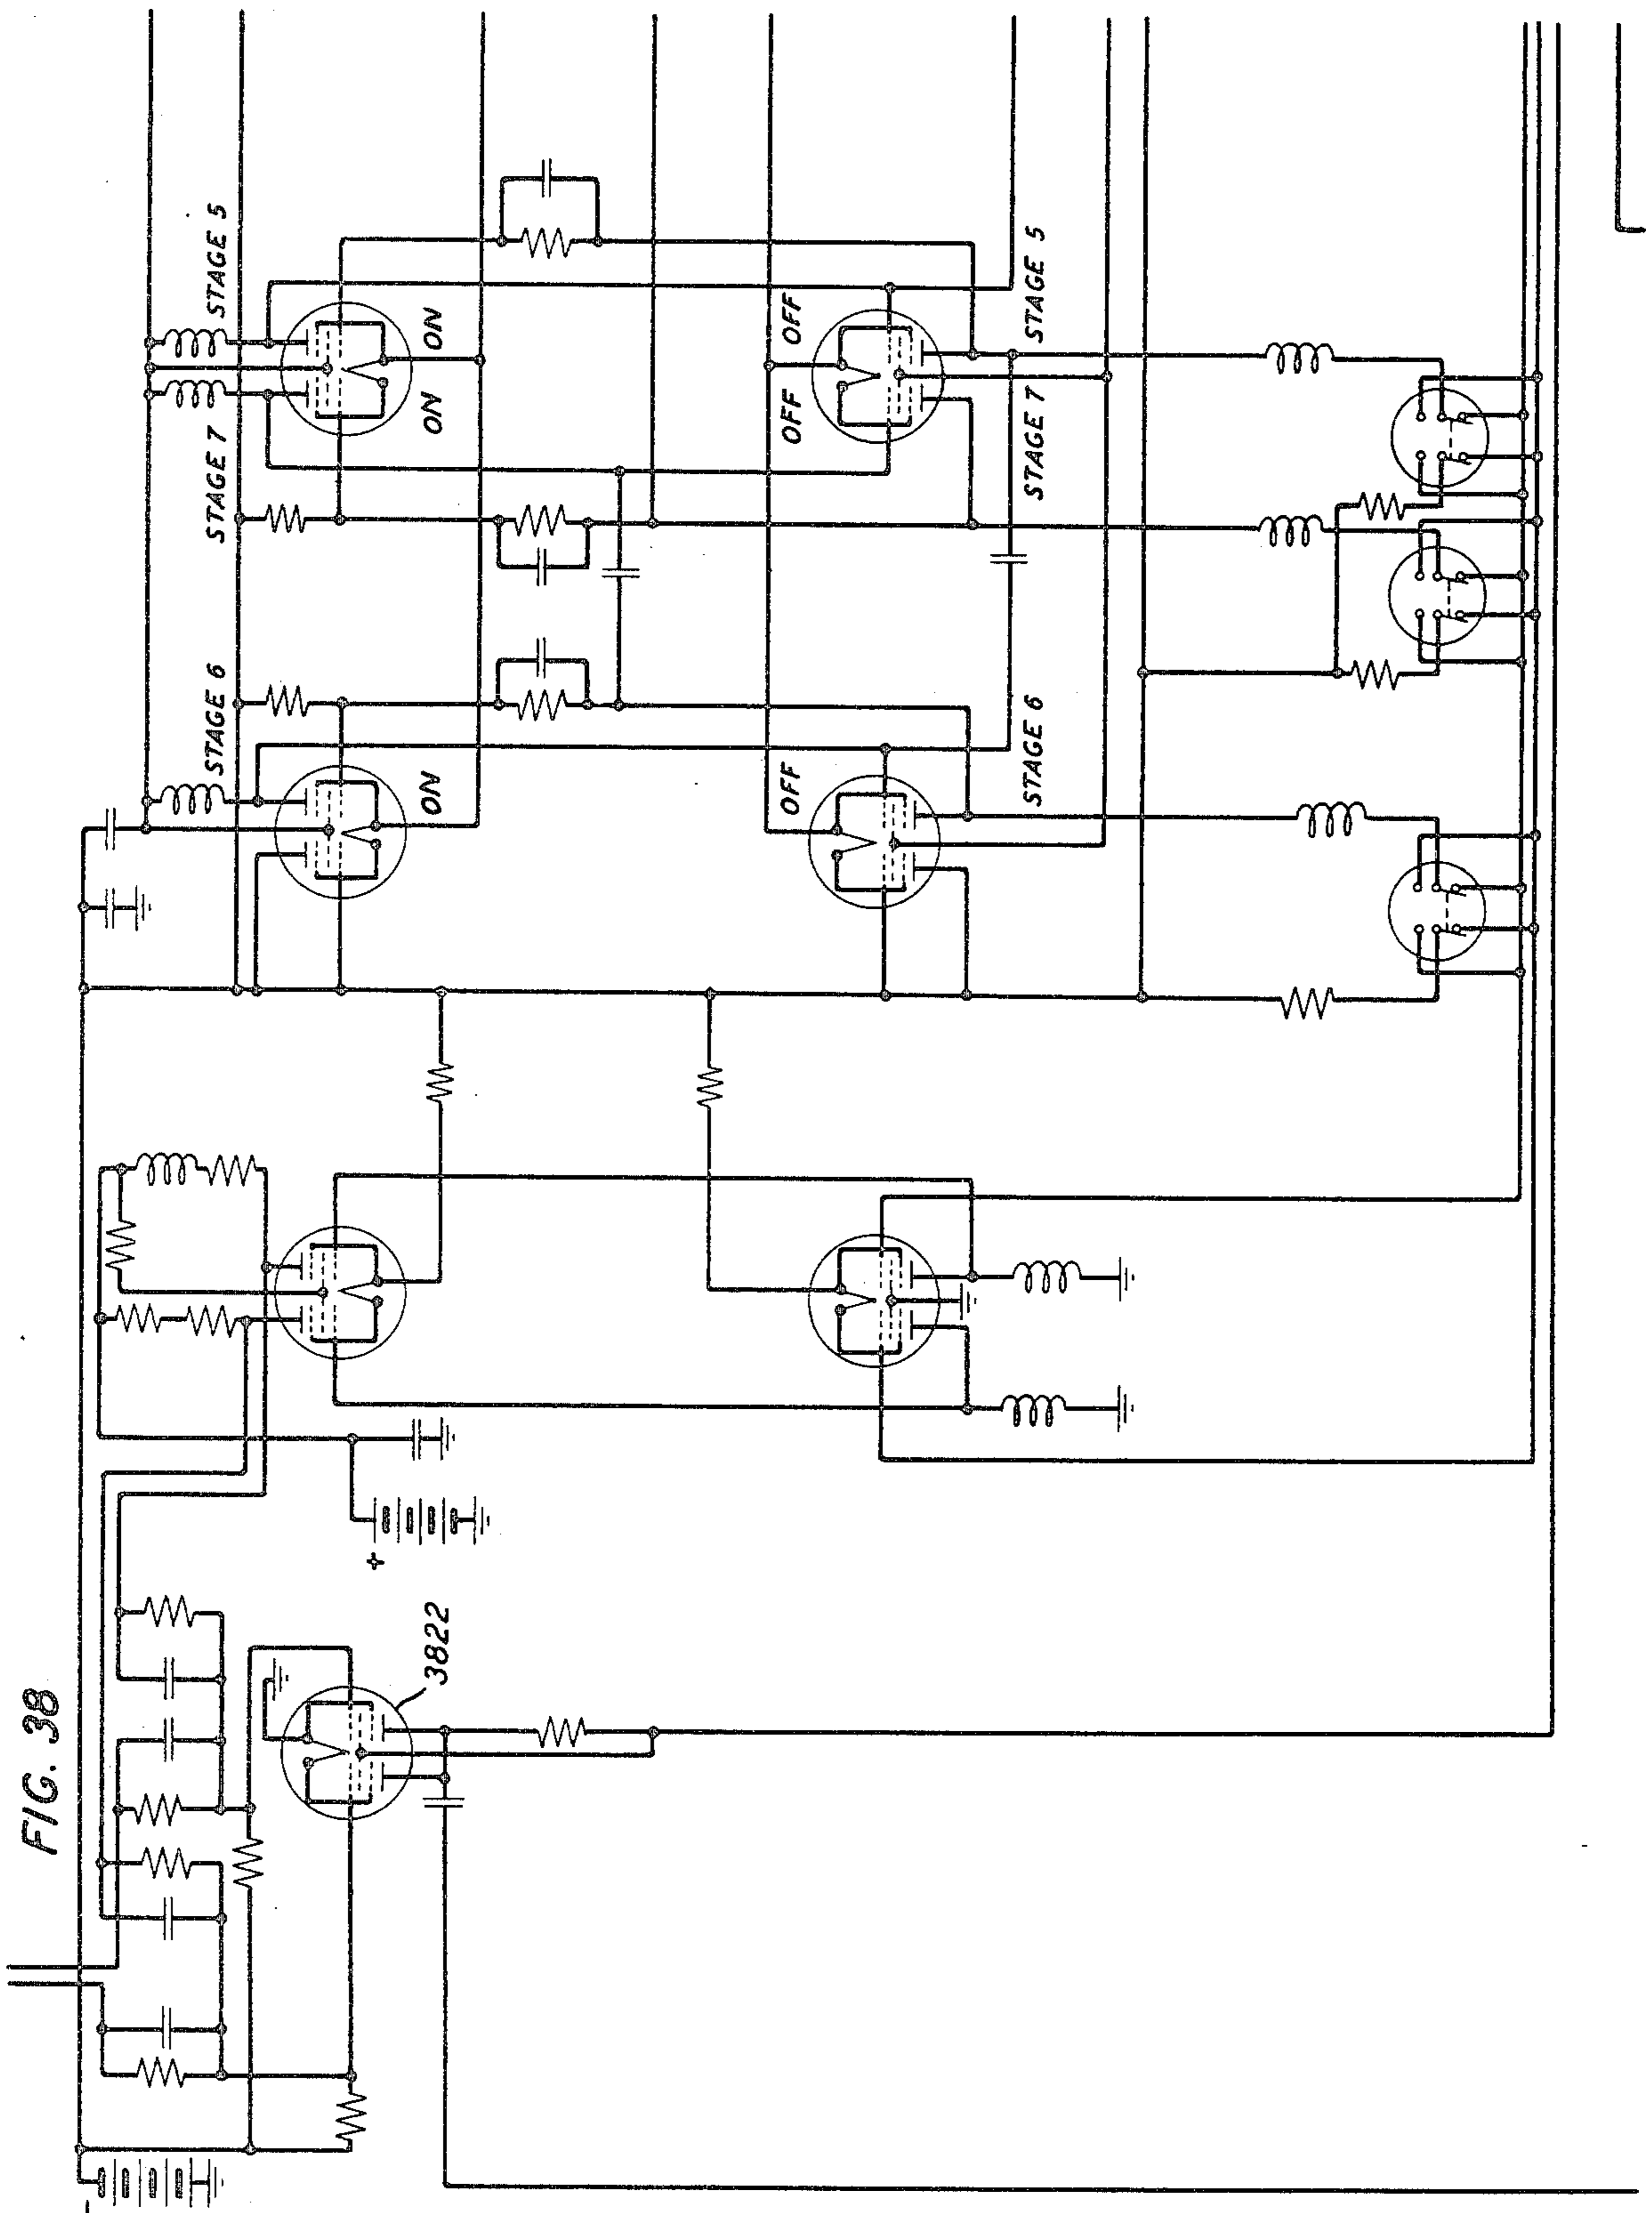 FIG. 38
STAGE 6
STAGE 7
STAGE 5
ON
ON
ON
OFF
OFF
OFF
STAGE 6
STAGE 7
STAGE 5
+
3822
-